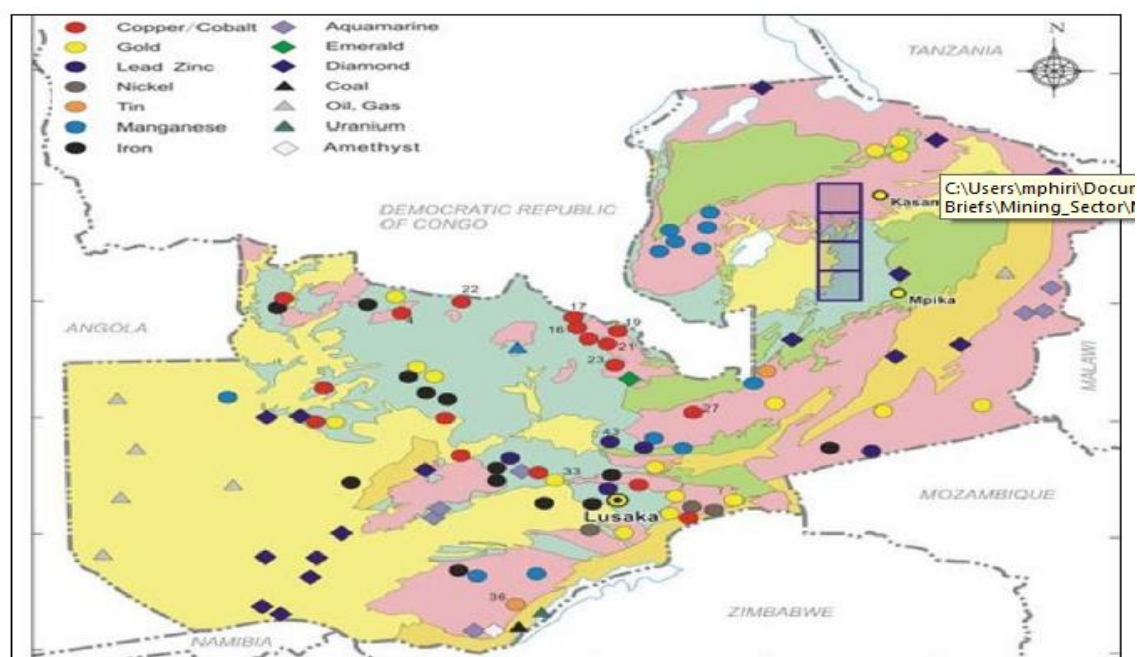 Copper/Cobalt
Gold
Lead Zinc
Nickel
Tin
Manganese
Iron
Aquamarine
Emerald
Diamond
Coal
Oil, Gas
Uranium
Amethyst
TANZANIA
N
DEMOCRATIC REPUBLIC
OF CONGO
Kasam
C:\Users\mphiri\Docum
Briefs\Mining_Sector\N
Mpika
ANGOLA
MALAWI
22
4
17
16
19
21
23
27
43
33
Lusaka
MOZAMBIQUE
36
ZIMBABWE
NAMIBIA